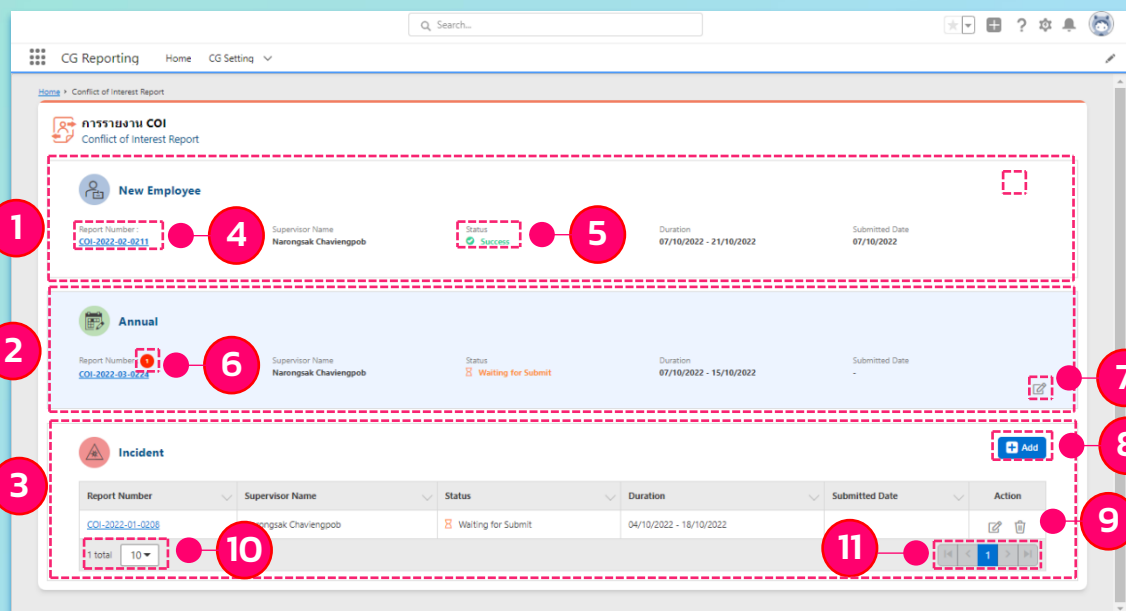 Search...
CG Reporting Home CG Setting
Home › Conflict of Interest Report
การรายงาน COI
Conflict of Interest Report
New Employee
1
Report Number : Supervisor Name Status Duration Submitted Date
COI-2022-02-0211 Narongsak Chaviengpob Success 07/10/2022 - 21/10/2022 07/10/2022
4
5
Annual
2
Report Number 1 Supervisor Name Status Duration Submitted Date
COI-2022-03-0224 Narongsak Chaviengpob Waiting for Submit 07/10/2022 - 15/10/2022 -
6
7
Incident
Add
8
3
Report Number Supervisor Name Status Duration Submitted Date Action
COI-2022-01-0208 Chaviengpob Waiting for Submit 04/10/2022 - 18/10/2022
9
1 total 10
10
11
1